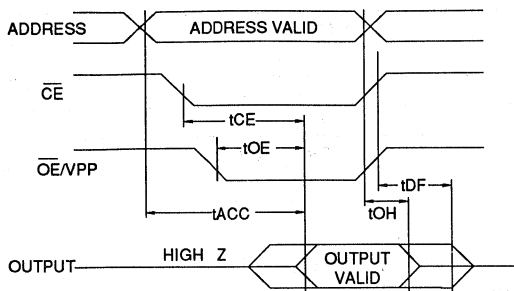 ADDRESS
ADDRESS VALID
CE
tCE
tOE
OE/VPP
tDF
tOH
tACC
HIGH Z
OUTPUT
OUTPUT
VALID